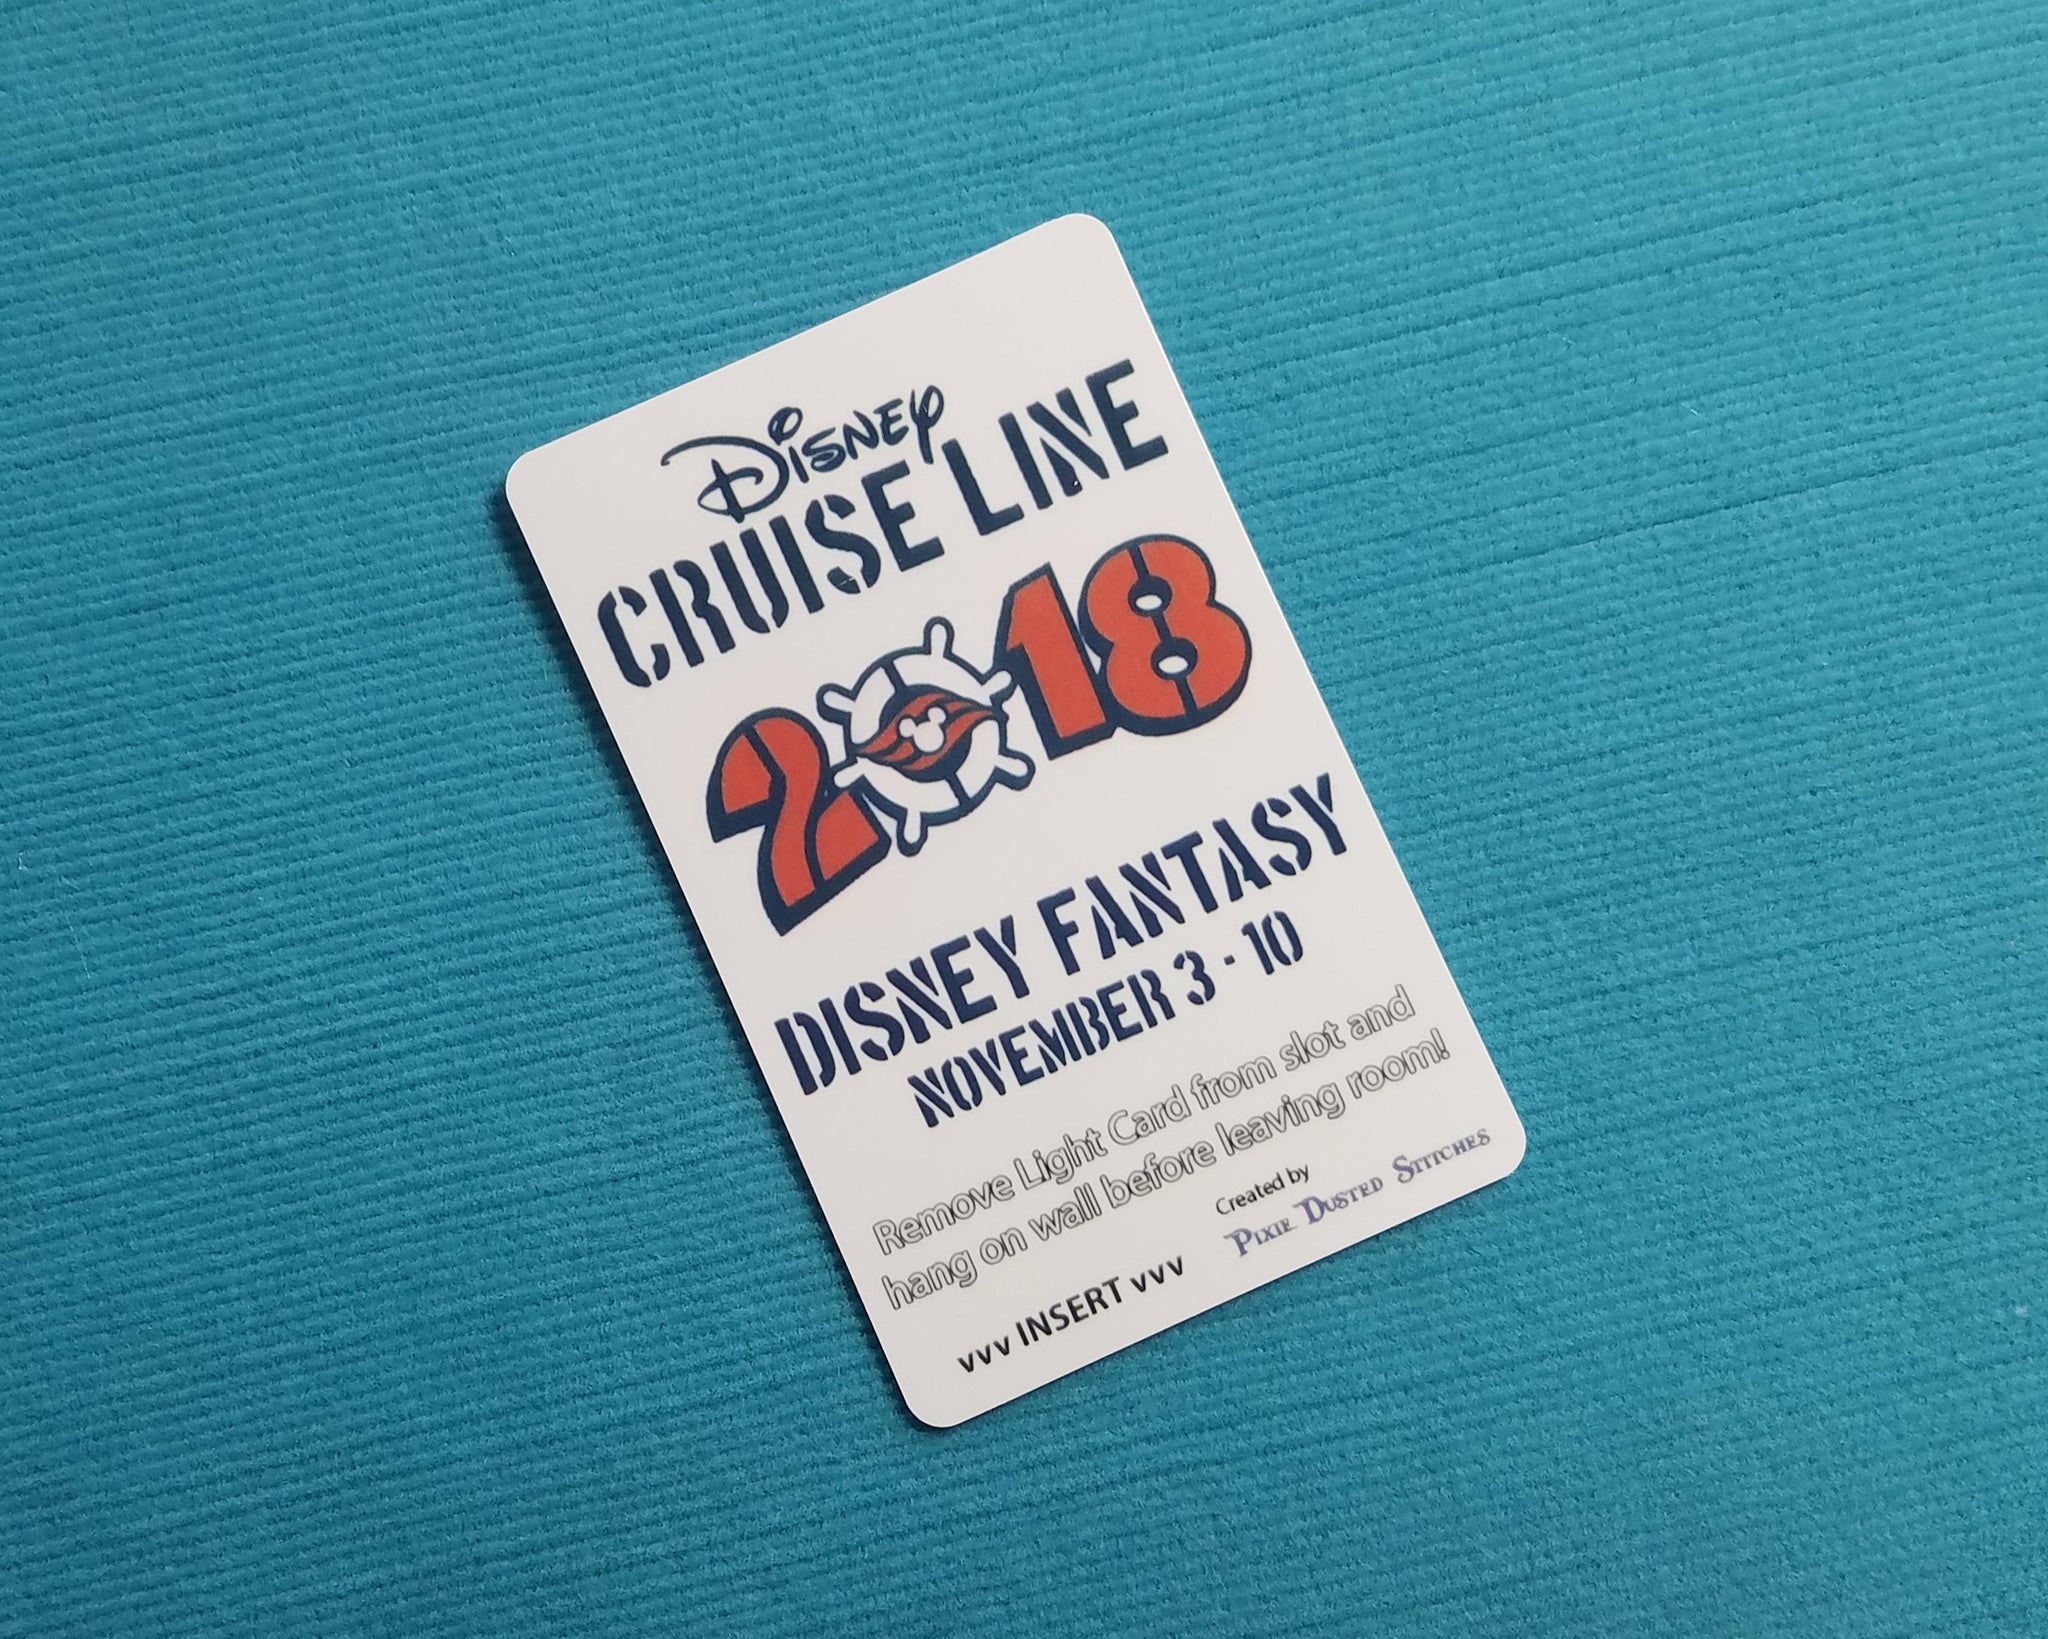 Disney
CRUISE LINE
2018
DISNEY FANTASY
NOVEMBER 3 - 10
Remove Light Card from slot and
hang on wall before leaving room!
vvv INSERT vvv
Created by
PIXIE DUSTED STITCHES